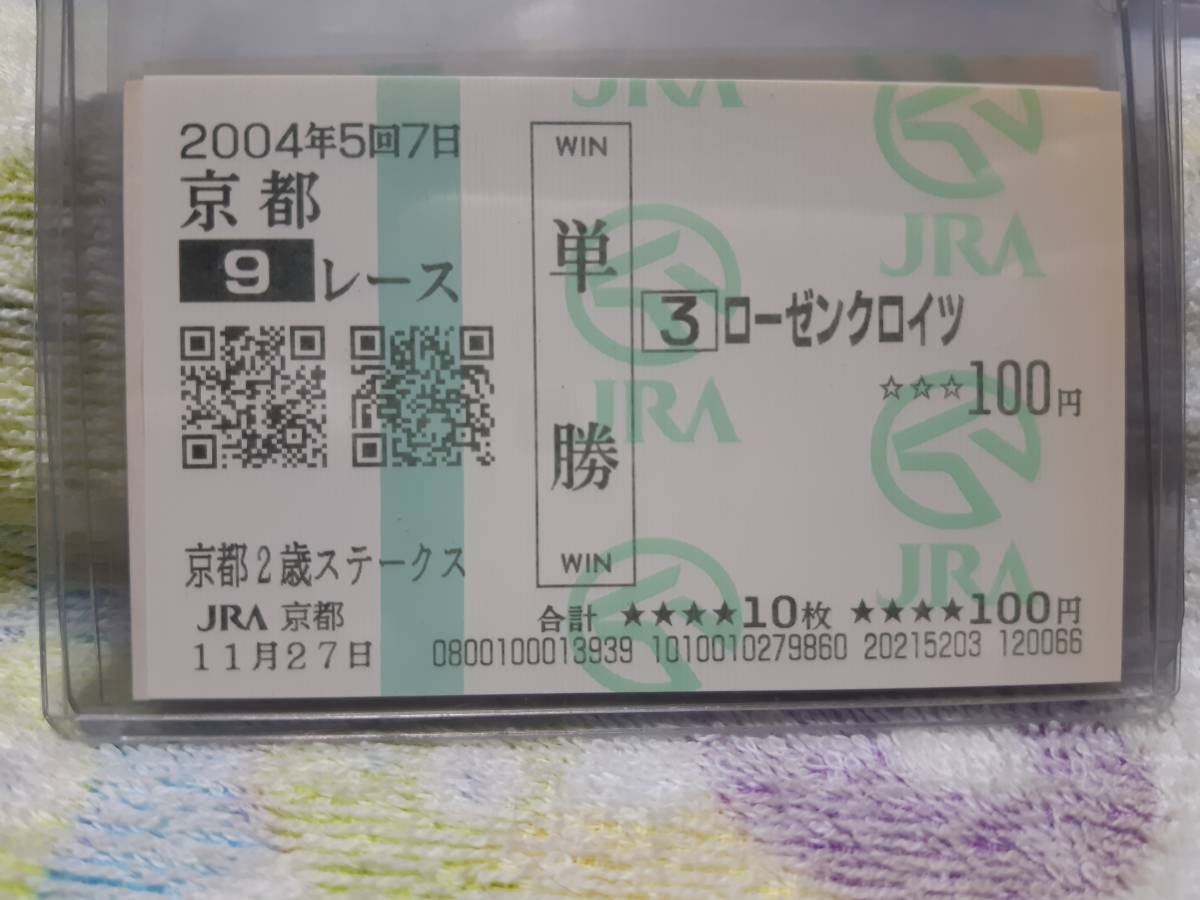 2004年5回7日
京都
9レース
WIN
単勝
WIN
3 ローゼンクロイツ
☆☆☆100円
京都2歳ステークス
JRA 京都
11月27日
合計 ★★★★10枚 ★★★★100円
0800100013939 1010010279860 20215203 120066
JRA
JRA
JRA
JRA